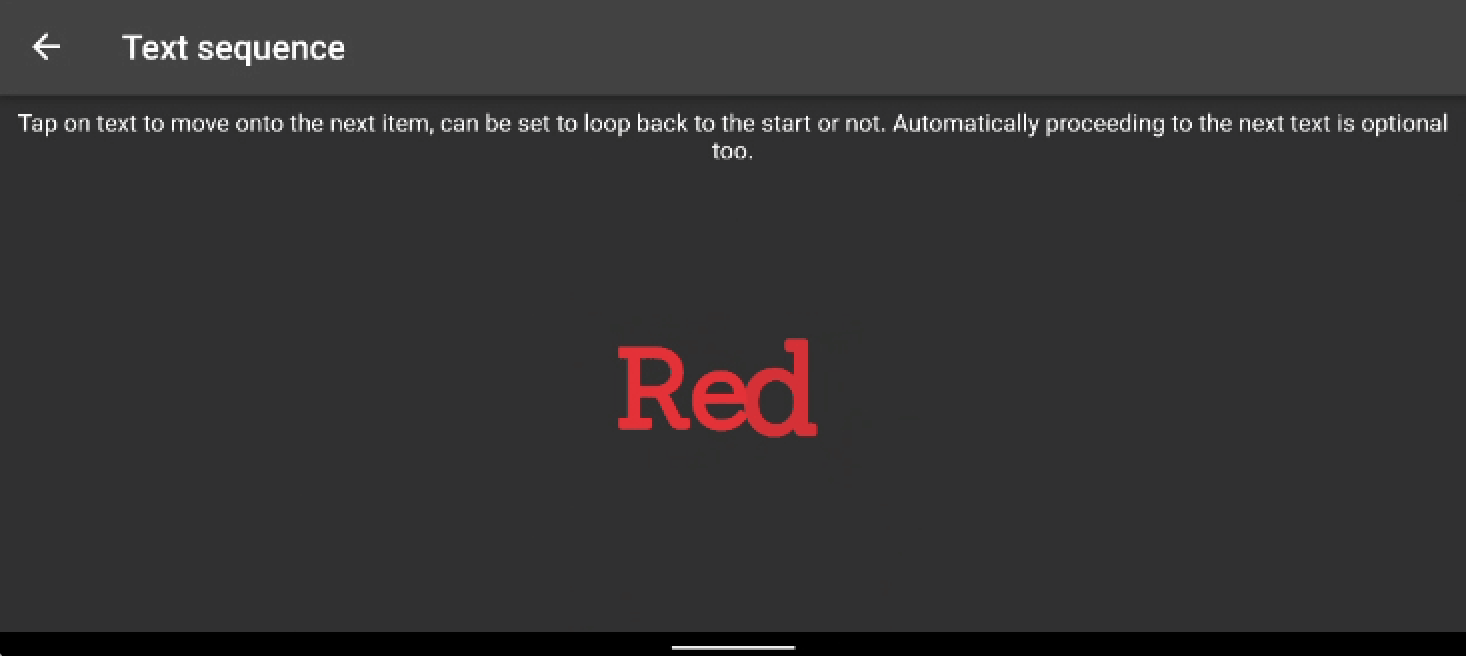 Text sequence
Tap on text to move onto the next item, can be set to loop back to the start or not. Automatically proceeding to the next text is optional
too.
Red